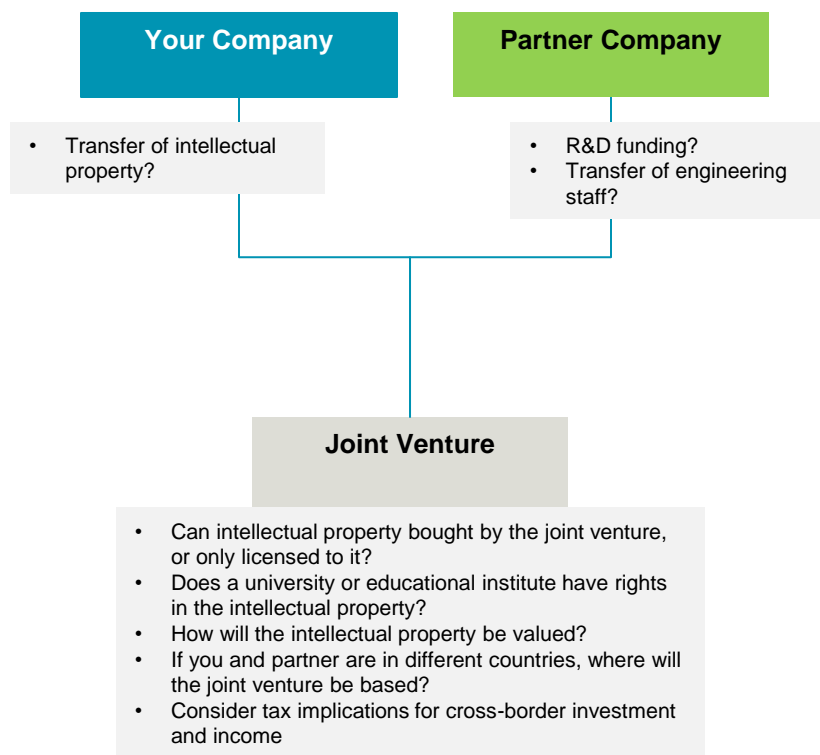 Your Company
Partner Company
• Transfer of intellectual
property?
• R&D funding?
• Transfer of engineering
staff?
Joint Venture
• Can intellectual property bought by the joint venture,
or only licensed to it?
• Does a university or educational institute have rights
in the intellectual property?
• How will the intellectual property be valued?
• If you and partner are in different countries, where will
the joint venture be based?
• Consider tax implications for cross-border investment
and income